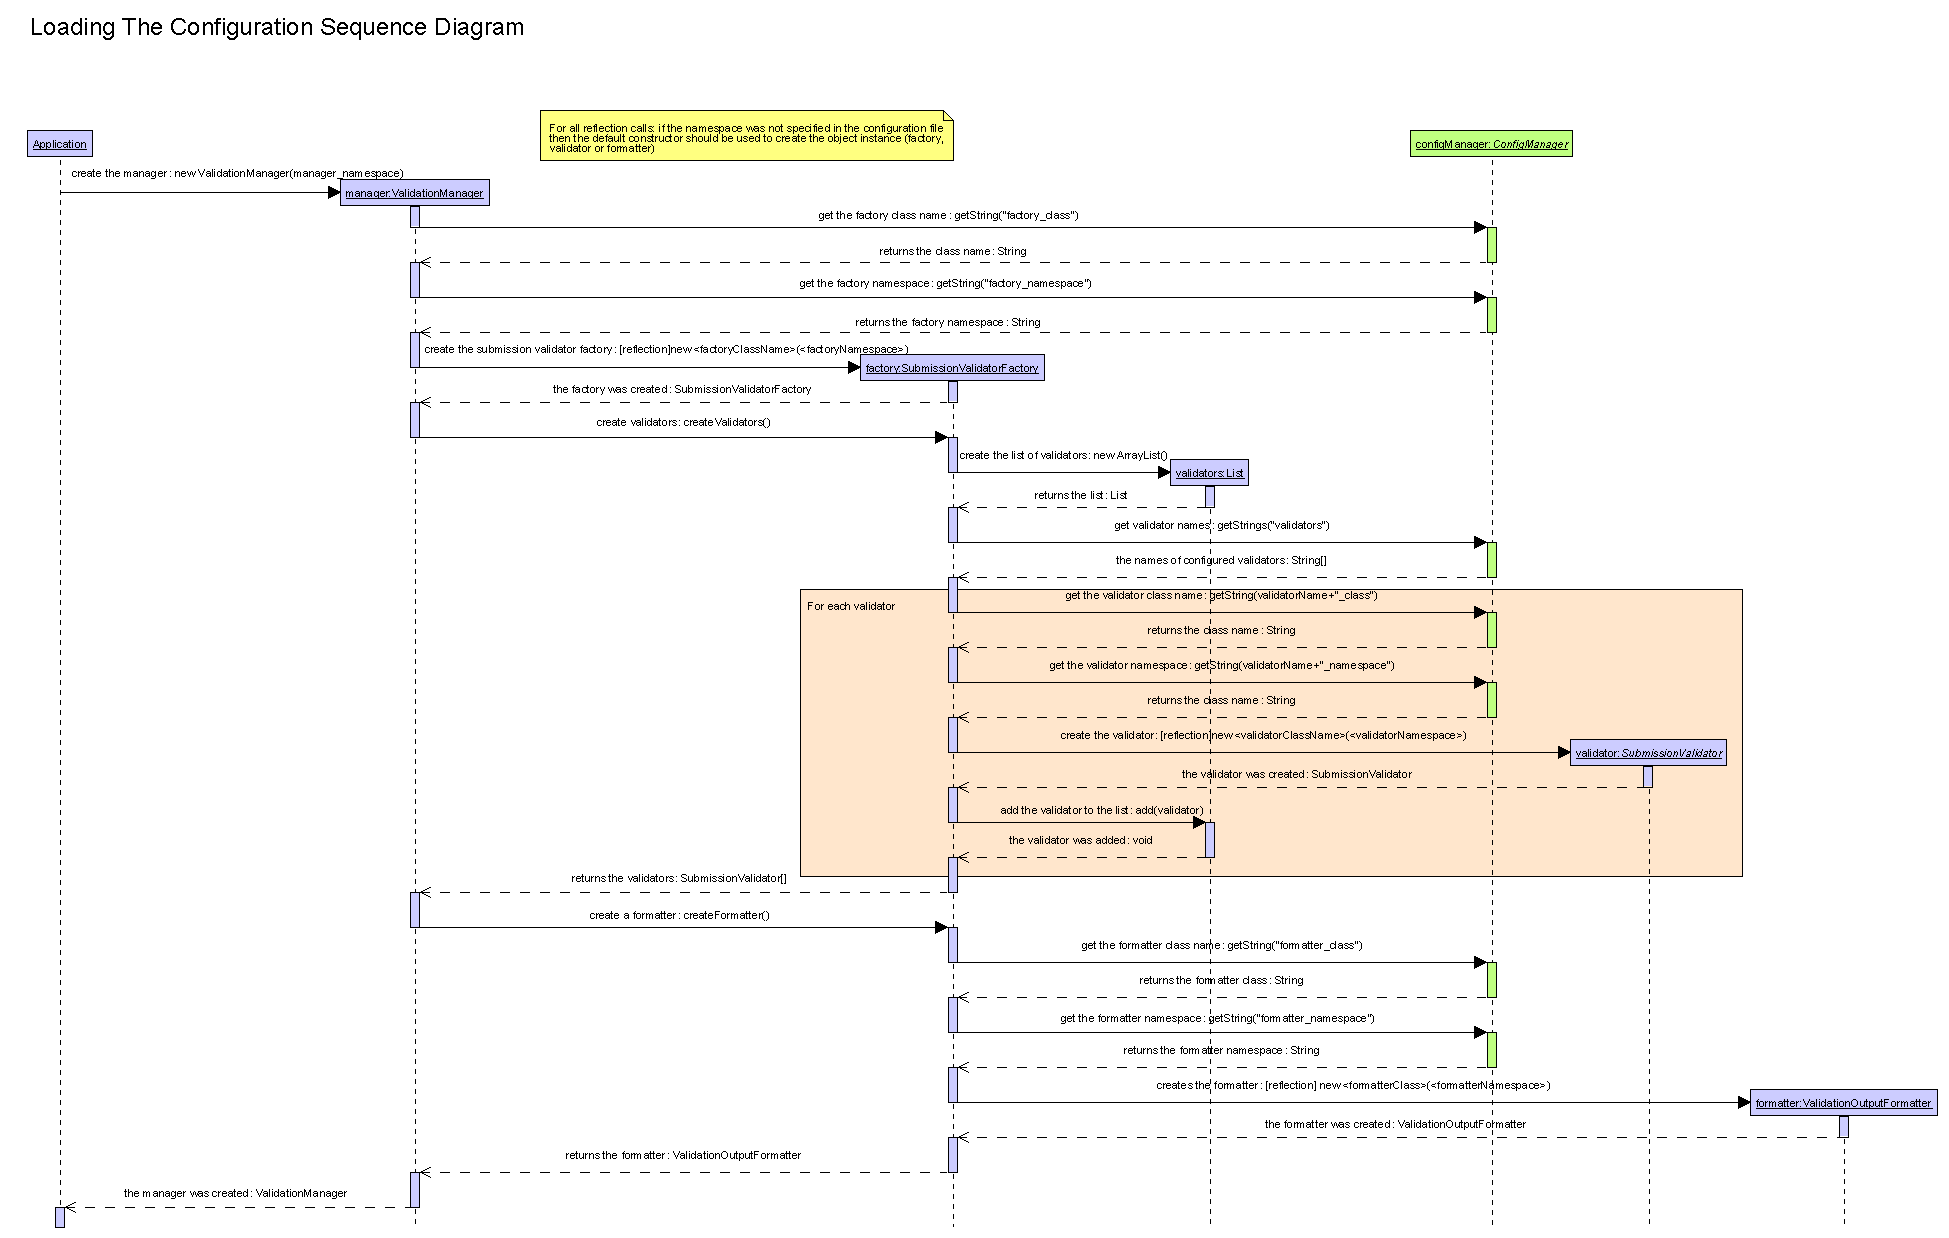 Loading The Configuration Sequence Diagram
For all reflection calls: if the namespace was not specified in the configuration file
then the default constructor should be used to create the object instance (factory,
validator or formatter)
Application
configManager:ConfigManager
create the manager : new ValidationManager(manager_namespace)
manager:ValidationManager
get the factory class name : getString("factory_class")
returns the class name : String
get the factory namespace : getString("factory_namespace")
returns the factory namespace : String
create the submission validator factory : [reflection]new <factoryClassName>(<factoryNamespace>)
factory:SubmissionValidatorFactory
the factory was created : SubmissionValidatorFactory
create validators: createValidators()
create the list of validators: new ArrayList()
validators:List
returns the list : List
get validator names : getStrings("validators")
the names of configured validators: String[]
For each validator
get the validator class name : getString(validatorName+"_class")
returns the class name : String
get the validator namespace : getString(validatorName+"_namespace")
returns the class name : String
create the validator: [reflection]new <validatorClassName>(<validatorNamespace>)
validator:SubmissionValidator
the validator was created: SubmissionValidator
add the validator to the list: add(validator)
the validator was added : void
returns the validators: SubmissionValidator[]
create a formatter : createFormatter()
get the formatter class name : getString("formatter_class")
returns the formatter class : String
get the formatter namespace : getString("formatter_namespace")
returns the formatter namespace : String
creates the formatter : [reflection] new <formatterClass>(<formatterNamespace>)
formatter:ValidationOutputFormatter
the formatter was created : ValidationOutputFormatter
returns the formatter : ValidationOutputFormatter
the manager was created : ValidationManager